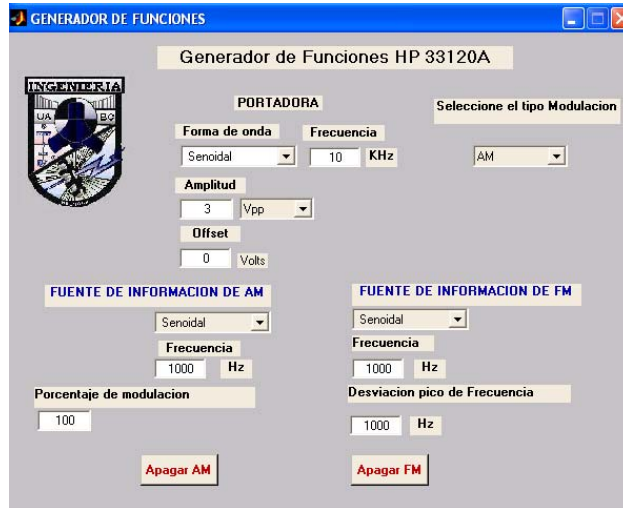 GENERADOR DE FUNCIONES
Generador de Funciones HP 33120A
INGENIERIA
UA BC
PORTADORA
Seleccione el tipo Modulacion
Forma de onda Frecuencia
Senoidal 10 KHz AM
Amplitud
3 Vpp
Offset
0 Volts
FUENTE DE INFORMACION DE AM FUENTE DE INFORMACION DE FM
Senoidal Senoidal
Frecuencia Frecuencia
1000 Hz 1000 Hz
Porcentaje de modulacion Desviacion pico de Frecuencia
100 1000 Hz
Apagar AM Apagar FM